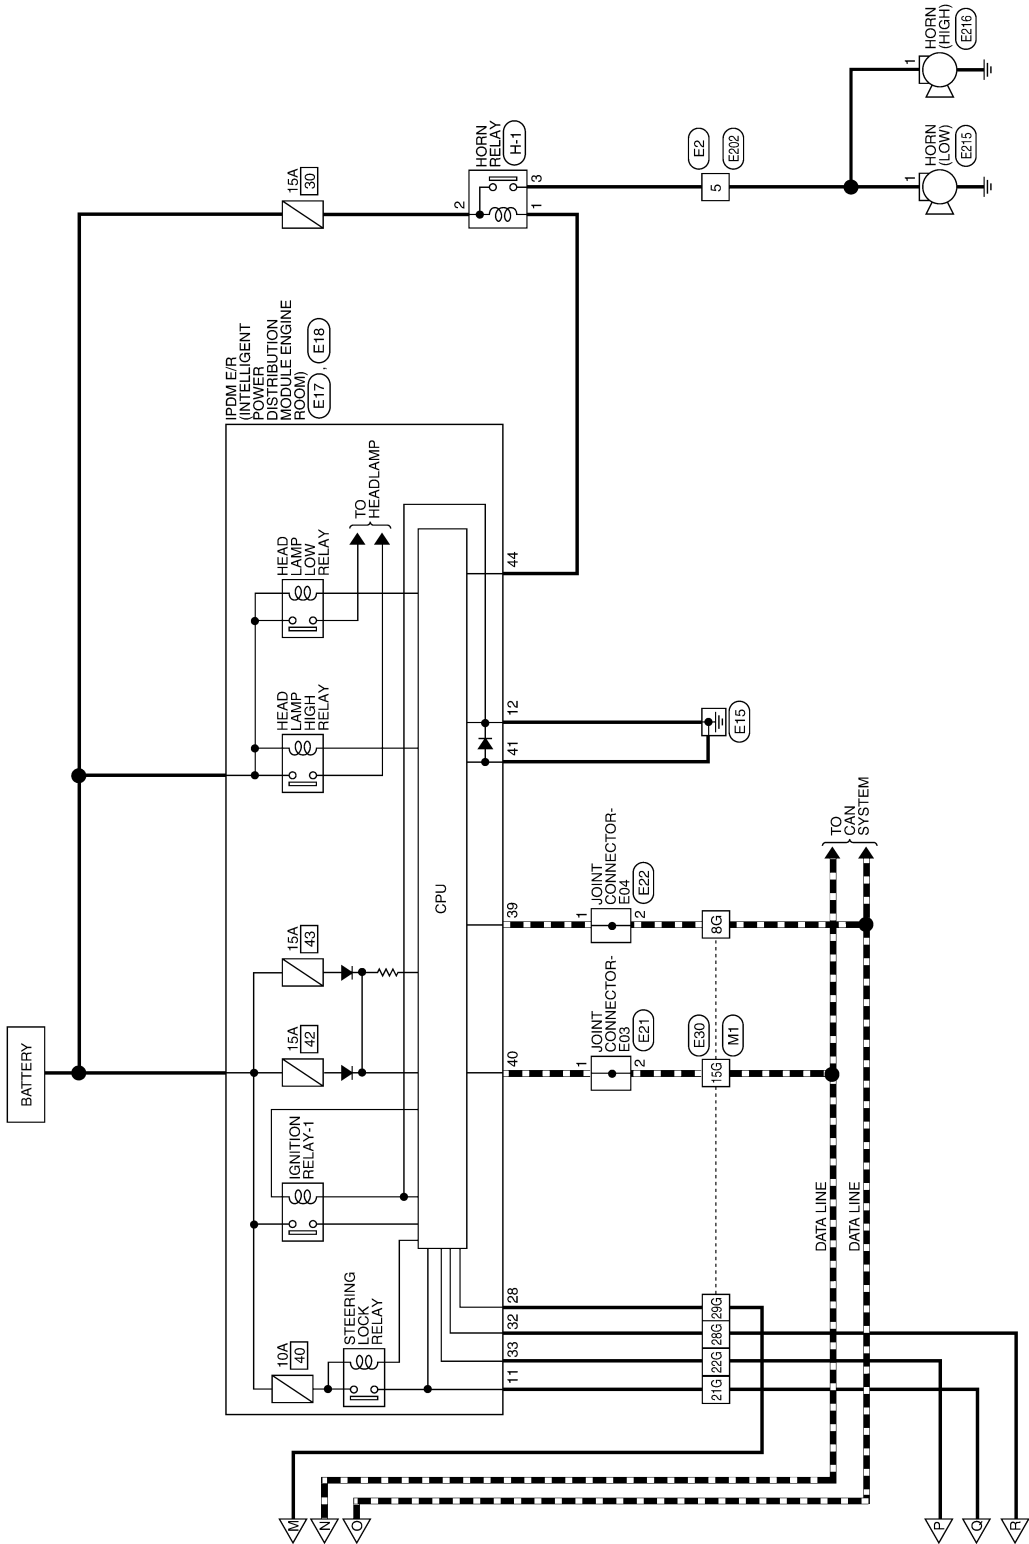 BATTERY
15A
30
HORN
RELAY
H-1
2
3
1
E2
5
E202
1
HORN
(HIGH)
E216
1
HORN
(LOW)
E215
IPDM E/R
(INTELLIGENT
POWER
DISTRIBUTION
MODULE ENGINE
ROOM)
E17 , E18
TO
HEADLAMP
HEAD
LAMP
LOW
RELAY
HEAD
LAMP
HIGH
RELAY
15A
43
15A
42
IGNITION
RELAY-1
10A
40
STEERING
LOCK
RELAY
CPU
44
12
41
39
40
28
32
33
11
E15
JOINT
CONNECTOR-
E04
E22
1
2
8G
JOINT
CONNECTOR-
E03
E21
1
2
E30
15G
M1
29G
28G
22G
21G
TO
CAN
SYSTEM
DATA LINE
DATA LINE
M
N
O
P
Q
R